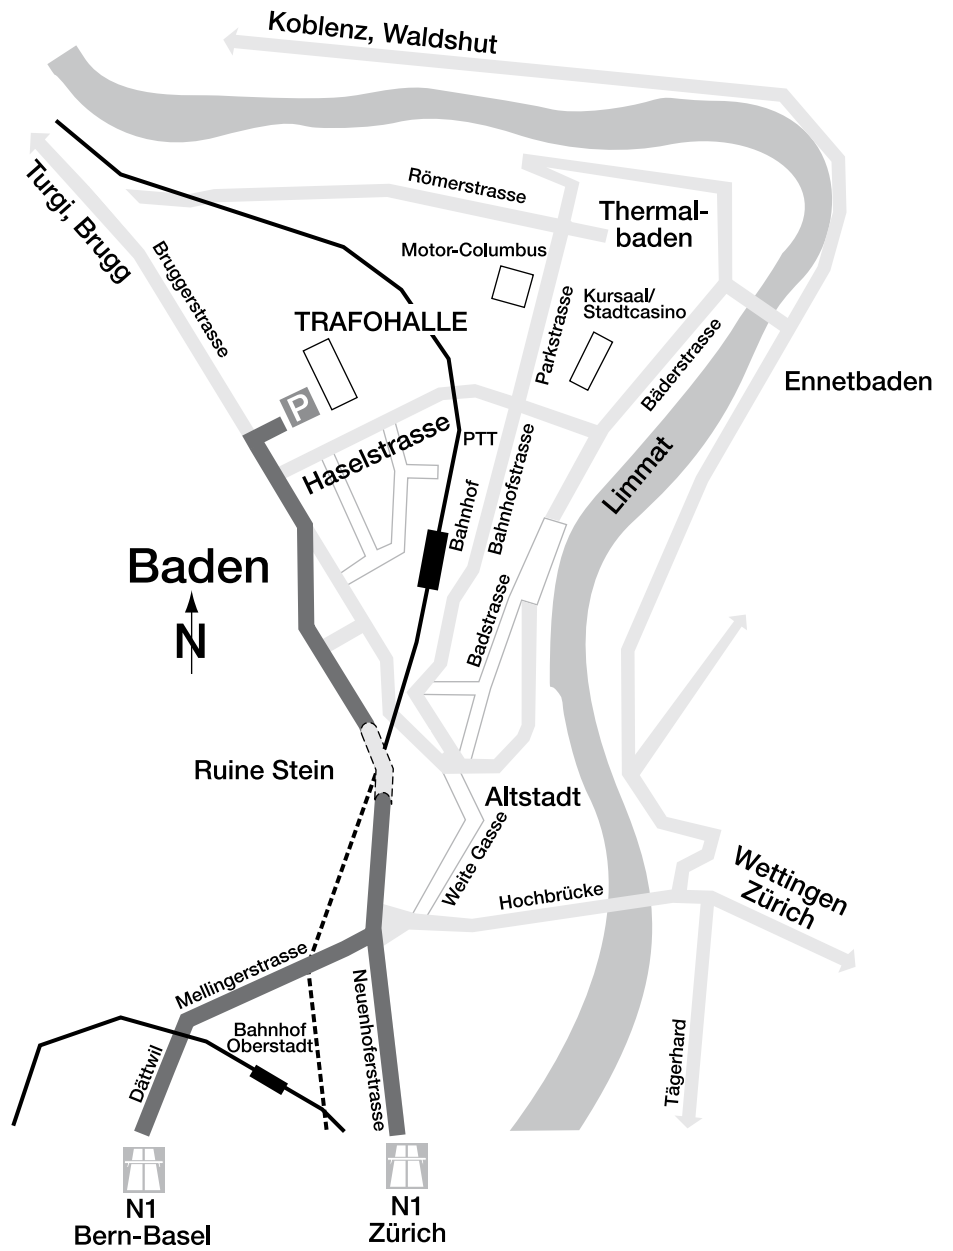 Koblenz, Waldshut
Turgi, Brugg
Römerstrasse
Thermal-
baden
Motor-Columbus
Bruggerstrasse
Parkstrasse
Kursaal/
Stadtcasino
TRAFOHALLE
Bäderstrasse
Ennetbaden
P
Haselstrasse
PTT
Limmat
Bahnhof
Bahnhofstrasse
Baden
N
Badstrasse
Ruine Stein
Altstadt
Weite Gasse
Hochbrücke
Wettingen
Zürich
Mellingerstrasse
Neuenhoferstrasse
Bahnhof
Oberstadt
Dättwil
Tägerhard
N1
Bern-Basel
N1
Zürich